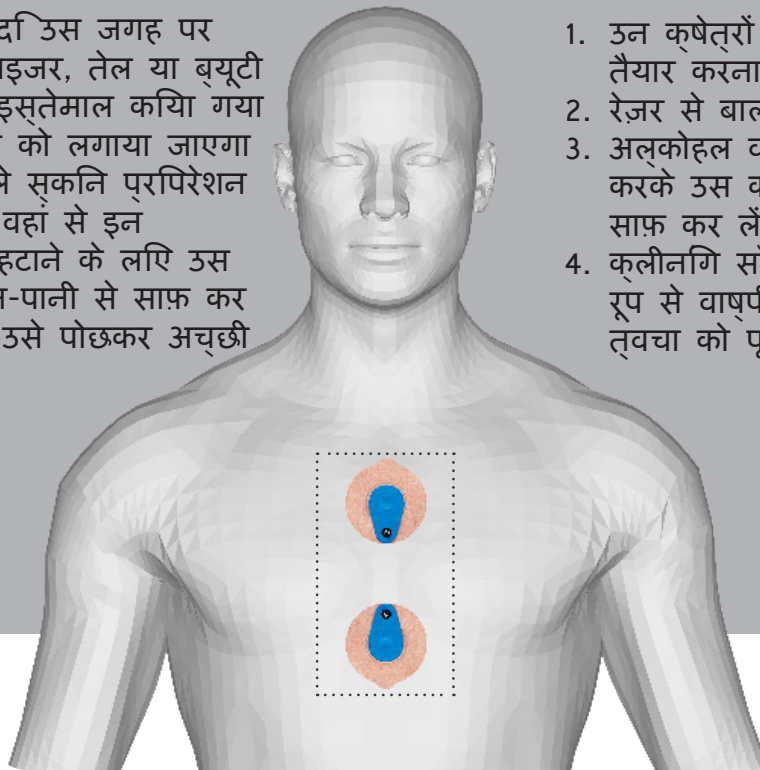 दि उस जगह पर
इजर, तेल या ब्यूटी
इस्तेमाल किया गया
को लगाया जाएगा
ले स्किन प्रिपरेशन
वहां से इन
हटाने के लिए उस
न-पानी से साफ़ कर
उसे पोछकर अच्छी
1. उन क्षेत्रों
तैयार करना
2. रेज़र से बाल
3. अल्कोहल
करके उस
साफ़ कर लें
4. क्लीनिंग सो
रूप से वाष्पी
त्वचा को पू